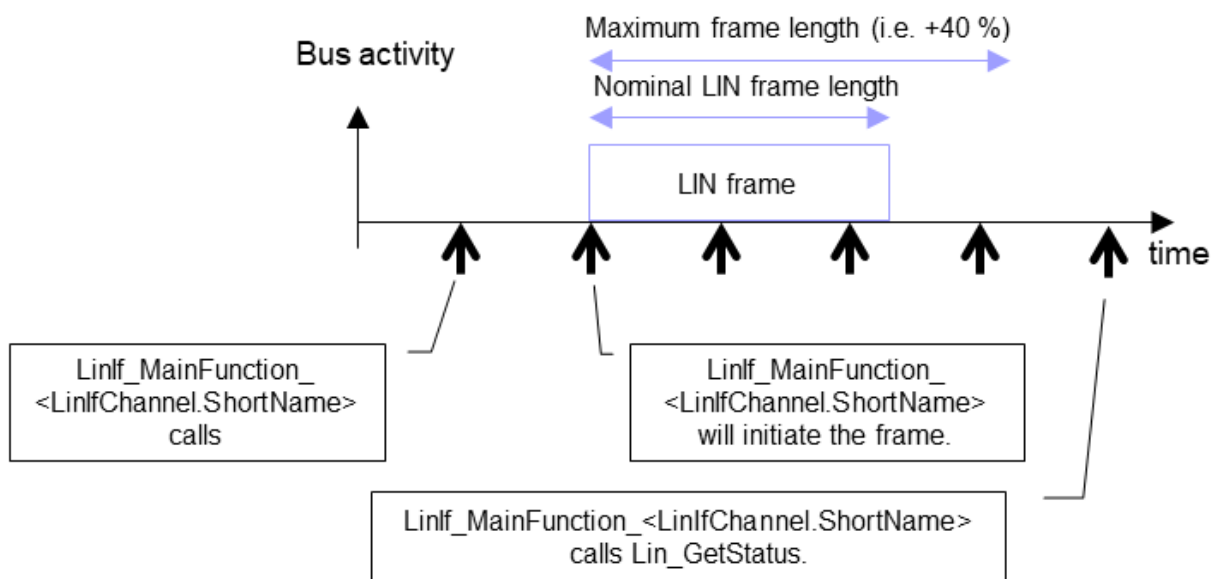 Maximum frame length (i.e. +40 %)
Bus activity
Nominal LIN frame length
LIN frame
time
LinIf_MainFunction_
<LinIfChannel.ShortName>
calls
LinIf_MainFunction_
<LinIfChannel.ShortName>
will initiate the frame.
LinIf_MainFunction_<LinIfChannel.ShortName>
calls Lin_GetStatus.